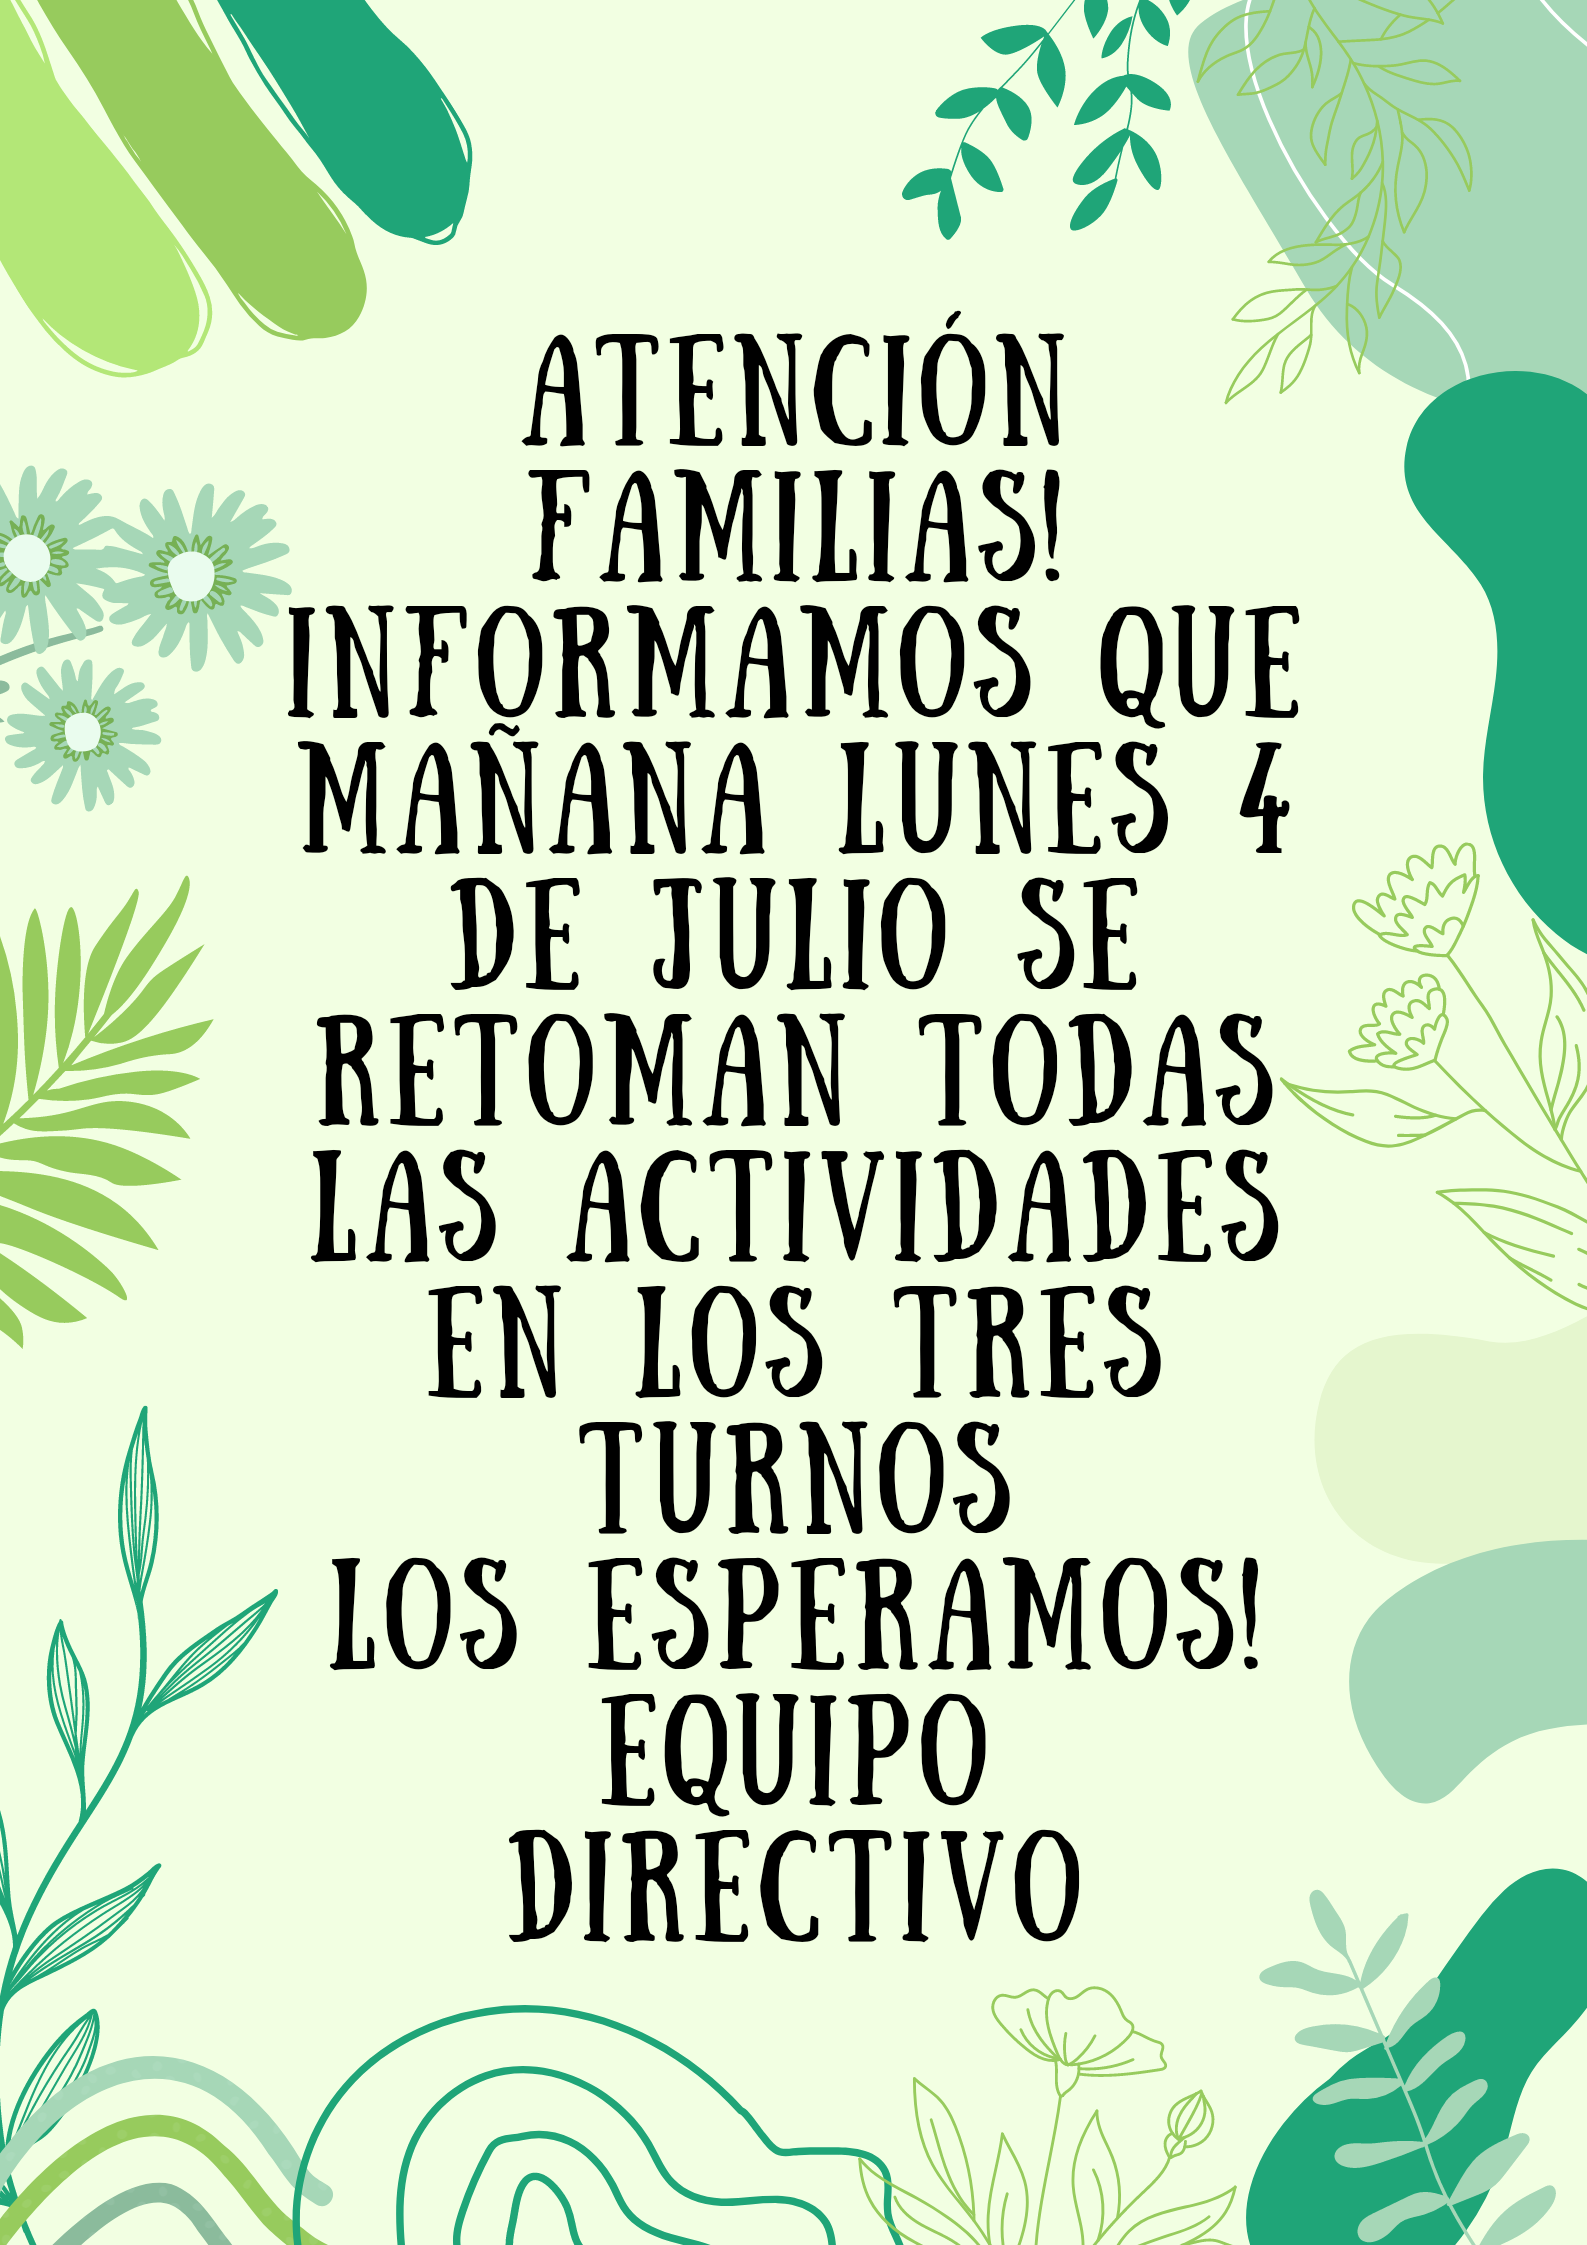 ATENCIÓN
FAMILIAS!
INFORMAMOS QUE
MAÑANA LUNES 4
DE JULIO SE
RETOMAN TODAS
LAS ACTIVIDADES
EN LOS TRES
TURNOS
LOS ESPERAMOS!
EQUIPO
DIRECTIVO